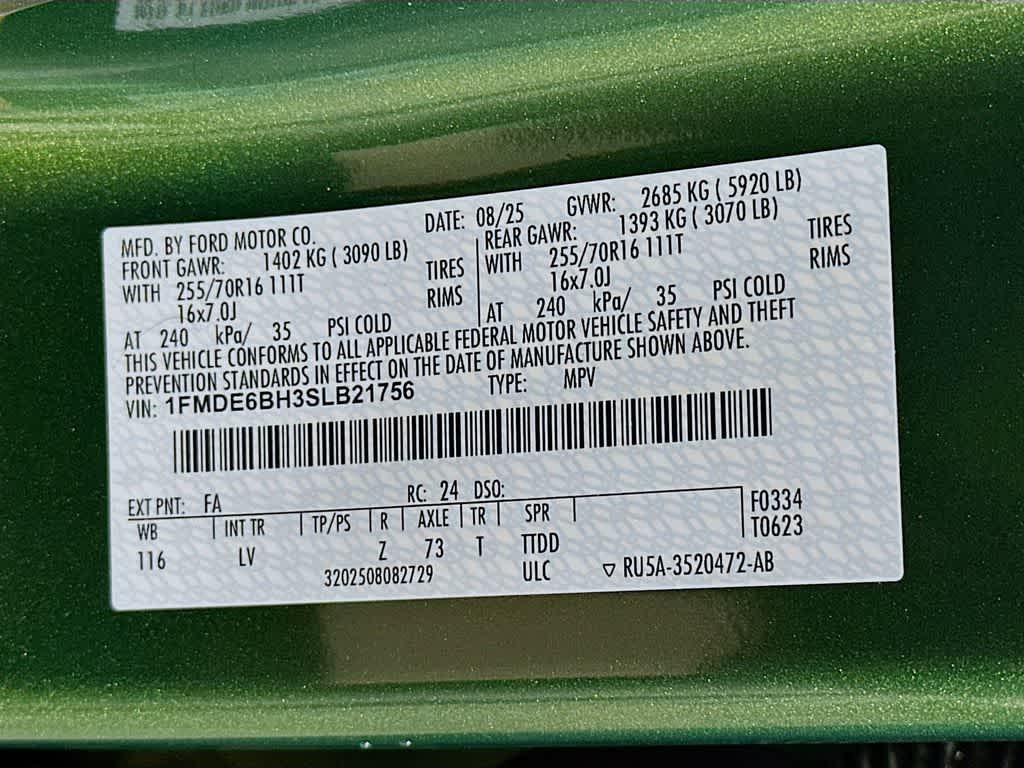 MFD. BY FORD MOTOR CO. DATE: 08/25 GVWR: 2685 KG ( 5920 LB)
FRONT GAWR: 1402 KG ( 3090 LB) REAR GAWR: 1393 KG ( 3070 LB)
WITH 255/70R16 111T TIRES WITH 255/70R16 111T TIRES
16x7.0J RIMS 16x7.0J RIMS
AT 240 kPa/ 35 PSI COLD AT 240 kPa/ 35 PSI COLD
THIS VEHICLE CONFORMS TO ALL APPLICABLE FEDERAL MOTOR VEHICLE SAFETY AND THEFT
PREVENTION STANDARDS IN EFFECT ON THE DATE OF MANUFACTURE SHOWN ABOVE.
VIN: 1FMDE6BH3SLB21756 TYPE: MPV
EXT PNT: FA RC: 24 DSO: F0334
WB INT TR TP/PS R AXLE TR SPR T0623
116 LV Z 73 T TTDD
3202508082729 ULC ▽ RU5A-3520472-AB